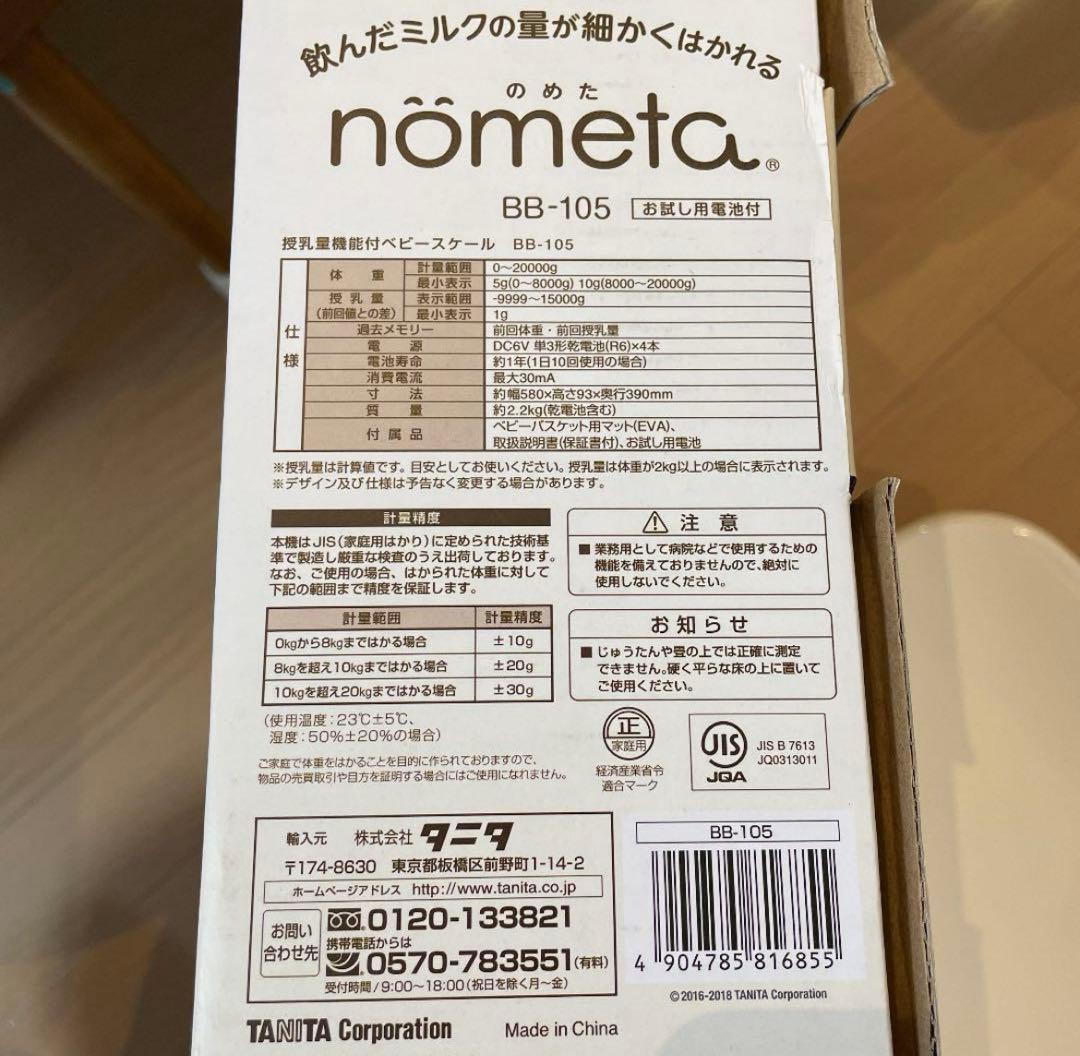 飲んだミルクの量が細かくはかれる
のめた
nömeta®
BB-105 お試し用電池付
授乳量機能付ベビースケール BB-105
仕様
体重 計量範囲 0～20000g
最小表示 5g(0～8000g) 10g(8000～20000g)
授乳量 表示範囲 -9999～15000g
(前回値との差) 最小表示 1g
過去メモリー 前回体重・前回授乳量
電源 DC6V 単3形乾電池(R6)×4本
電池寿命 約1年(1日10回使用の場合)
消費電流 最大30mA
寸法 約幅580×高さ93×奥行390mm
質量 約2.2kg(乾電池含む)
付属品 ベビーバスケット用マット(EVA)、
取扱説明書(保証書付)、お試し用電池
※授乳量は計算値です。目安としてお使いください。授乳量は体重が2kg以上の場合に表示されます。
※デザイン及び仕様は予告なく変更する場合があります。
計量精度
本機はJIS(家庭用はかり)に定められた技術基
準で製造し厳重な検査のうえ出荷しております。
なお、ご使用の場合、はかられた体重に対して
下記の範囲まで精度を保証します。
計量範囲 計量精度
0kgから8kgまではかる場合 ±10g
8kgを超え10kgまではかる場合 ±20g
10kgを超え20kgまではかる場合 ±30g
(使用温度:23℃±5℃、
湿度:50%±20%の場合)
ご家庭で体重をはかることを目的に作られておりますので、
物品の売買取引や目方を証明する場合にはご使用になれません。
⚠ 注意
■業務用として病院などで使用するための
機能を備えておりませんので、絶対に
使用しないでください。
お知らせ
■じゅうたんや畳の上では正確に測定
できません。硬く平らな床の上に置いて
ご使用ください。
正
家庭用
経済産業省令
適合マーク
JIS
JQA
JIS B 7613
JQ0313011
輸入元 株式会社 タニタ
〒174-8630 東京都板橋区前野町1-14-2
ホームページアドレス http://www.tanita.co.jp
お問い
合わせ先
0120-133821
携帯電話からは
0570-783551(有料)
受付時間/9:00～18:00(祝日を除く月～金)
BB-105
4 904785 816855
©2016-2018 TANITA Corporation
TANITA Corporation Made in China